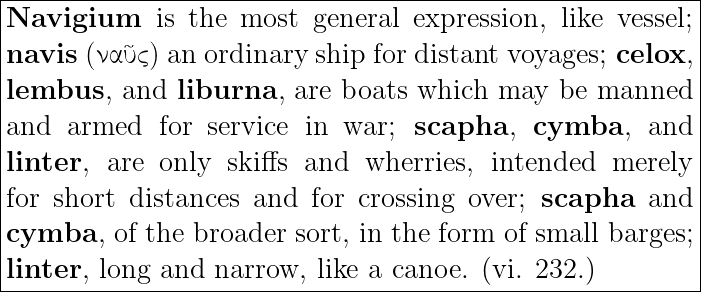 Navigium is the most general expression, like vessel;
navis (ναῦς) an ordinary ship for distant voyages; celox,
lembus, and liburna, are boats which may be manned
and armed for service in war; scapha, cymba, and
linter, are only skiffs and wherries, intended merely
for short distances and for crossing over; scapha and
cymba, of the broader sort, in the form of small barges;
linter, long and narrow, like a canoe. (vi. 232.)